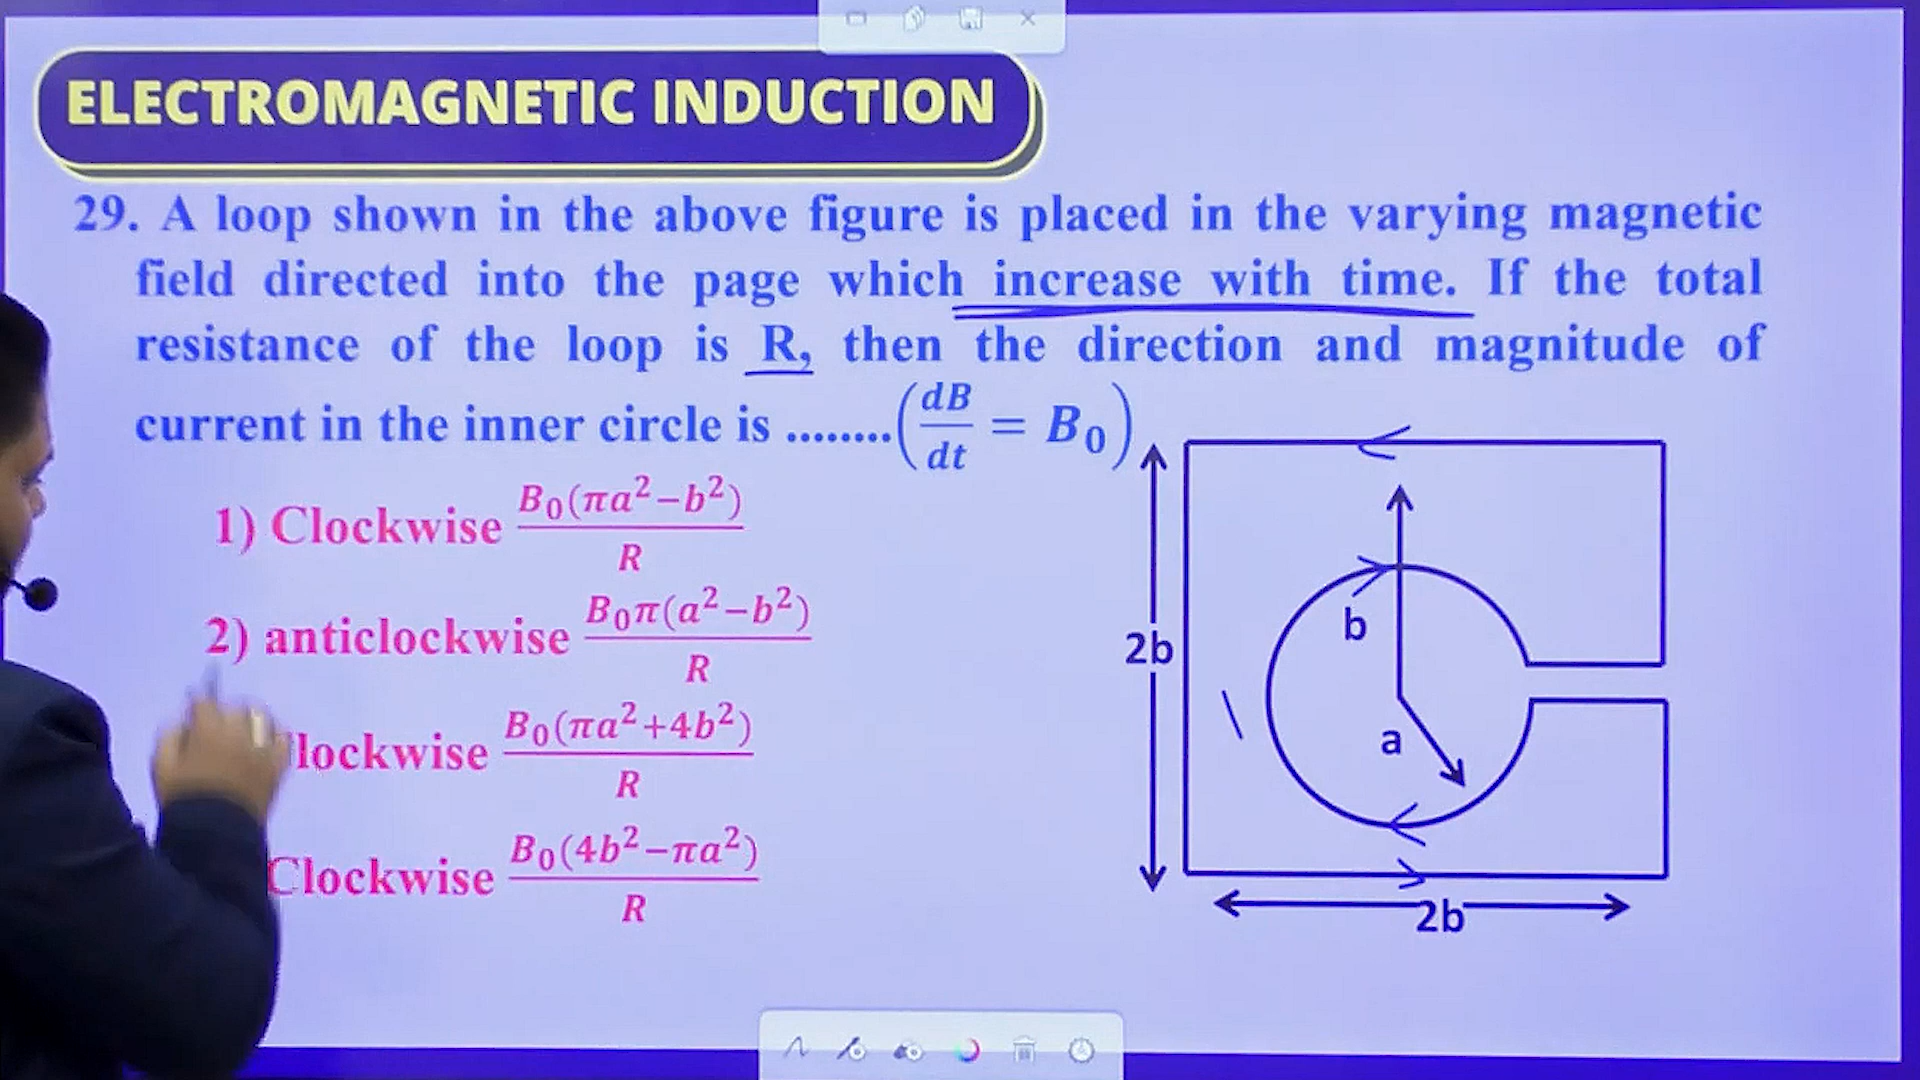 ELECTROMAGNETIC INDUCTION
29. A loop shown in the above figure is placed in the varying magnetic
field directed into the page which increase with time. If the total
resistance of the loop is R, then the direction and magnitude of
current in the inner circle is ........(dB/dt = B₀)
1) Clockwise B₀(πa²−b²)/R
2) anticlockwise B₀π(a²−b²)/R
lockwise B₀(πa²+4b²)/R
Clockwise B₀(4b²−πa²)/R
b
2b
a
2b